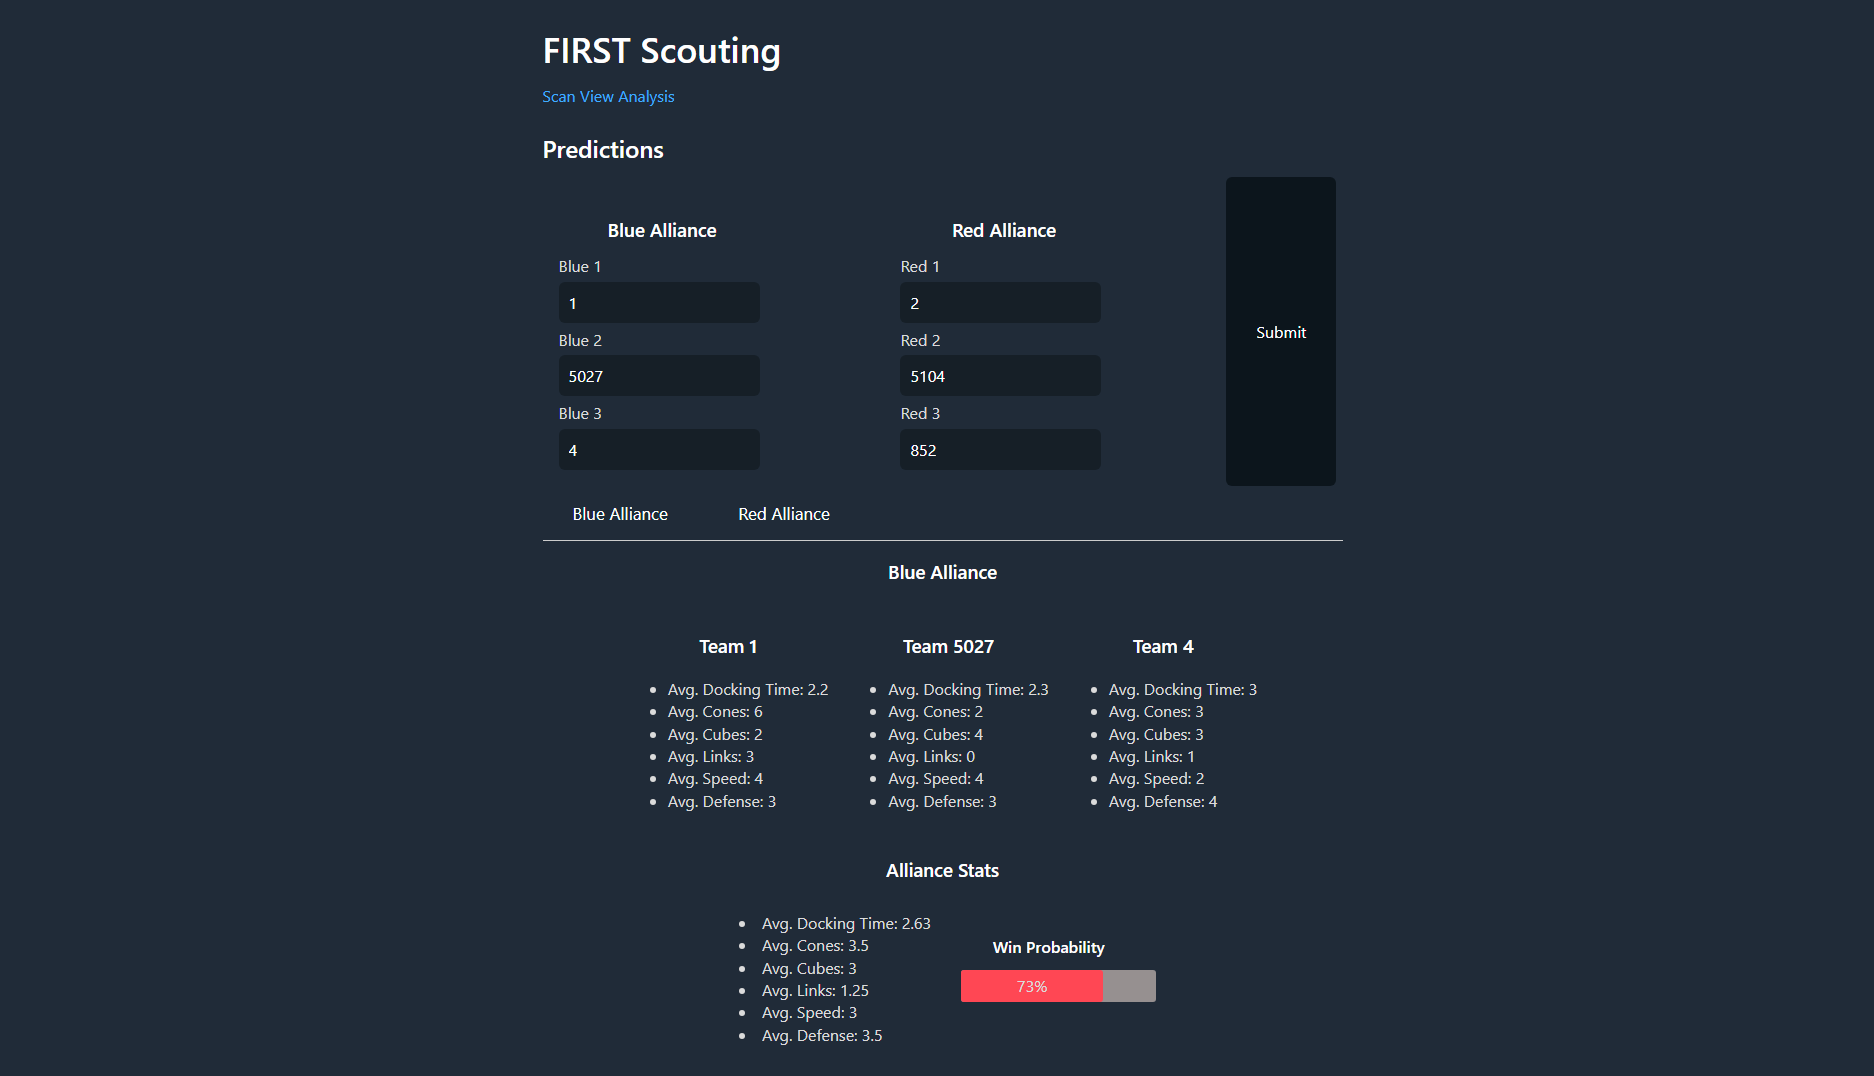 FIRST Scouting
Scan View Analysis
Predictions
Blue Alliance
Blue 1
1
Blue 2
5027
Blue 3
4
Red Alliance
Red 1
2
Red 2
5104
Red 3
852
Submit
Blue Alliance Red Alliance
Blue Alliance
Team 1
Avg. Docking Time: 2.2
Avg. Cones: 6
Avg. Cubes: 2
Avg. Links: 3
Avg. Speed: 4
Avg. Defense: 3
Team 5027
Avg. Docking Time: 2.3
Avg. Cones: 2
Avg. Cubes: 4
Avg. Links: 0
Avg. Speed: 4
Avg. Defense: 3
Team 4
Avg. Docking Time: 3
Avg. Cones: 3
Avg. Cubes: 3
Avg. Links: 1
Avg. Speed: 2
Avg. Defense: 4
Alliance Stats
Avg. Docking Time: 2.63
Avg. Cones: 3.5
Avg. Cubes: 3
Avg. Links: 1.25
Avg. Speed: 3
Avg. Defense: 3.5
Win Probability
73%